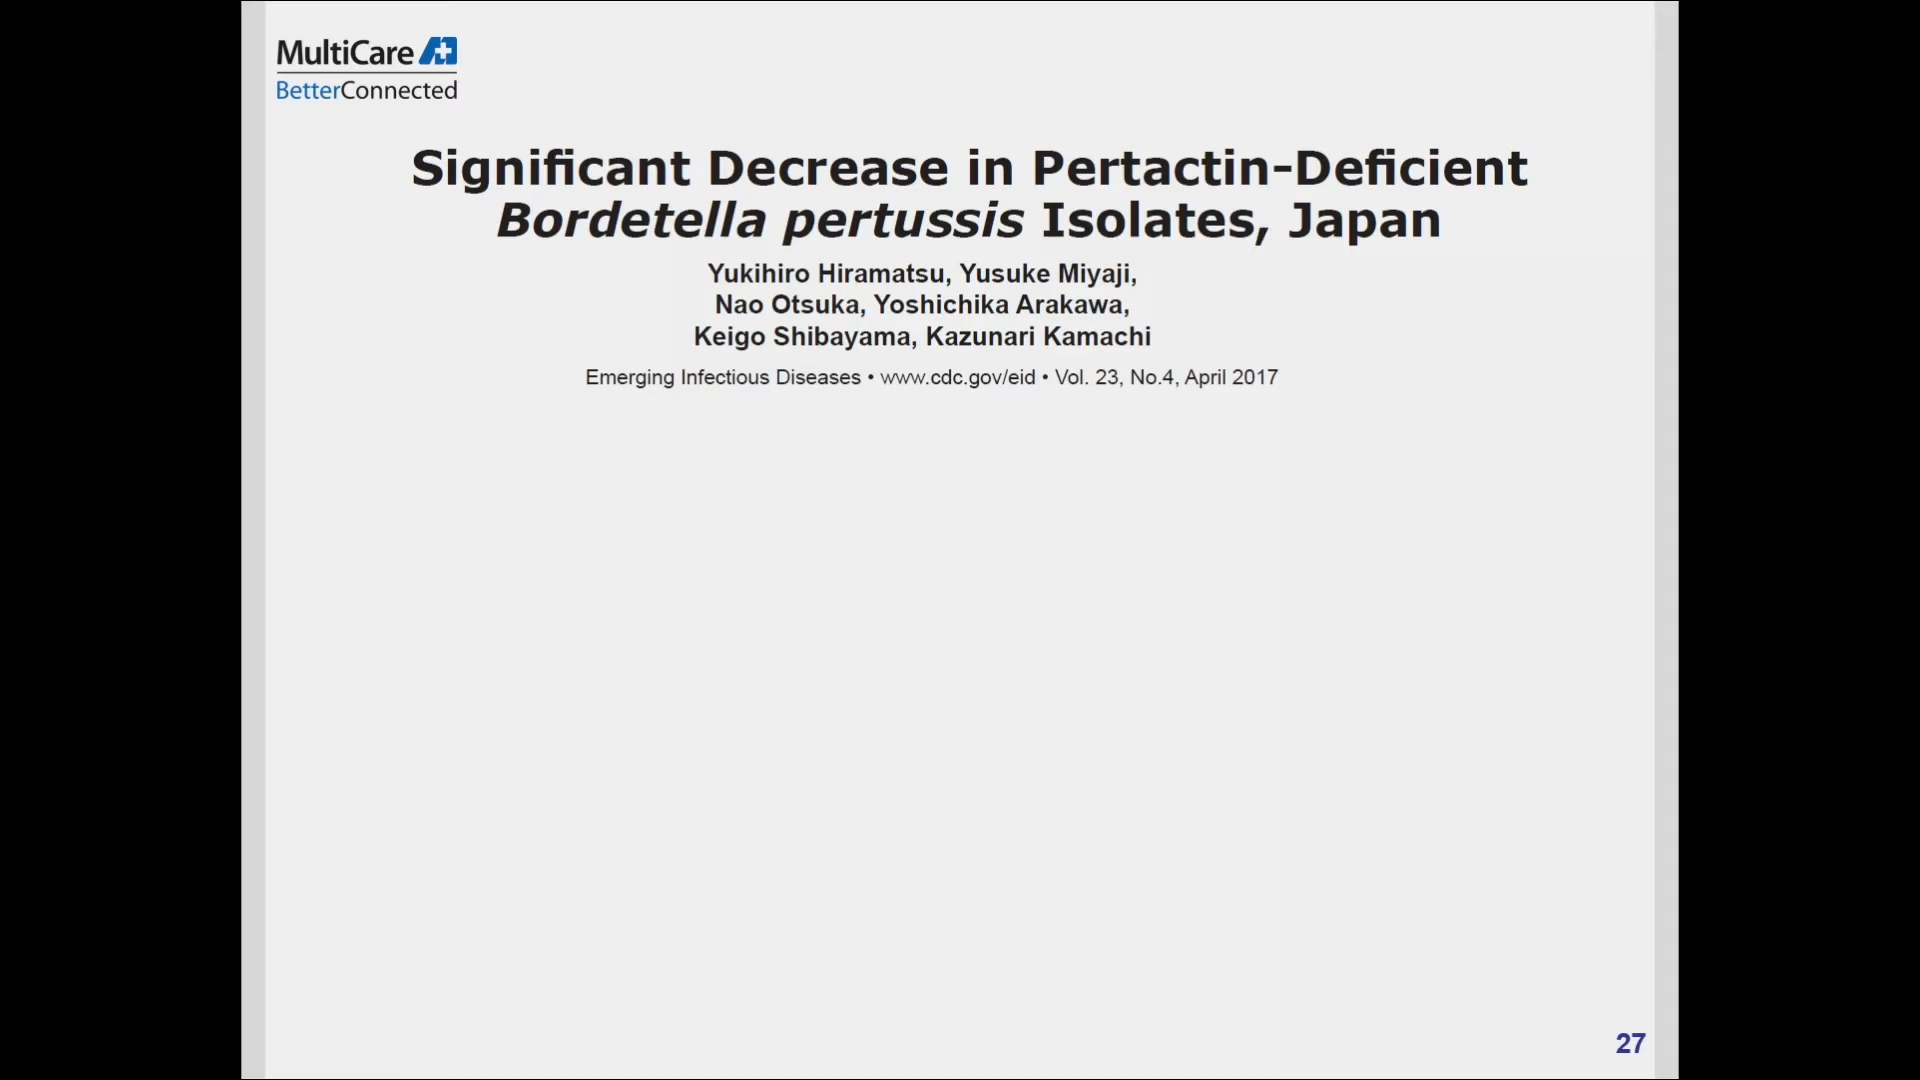 MultiCare
BetterConnected
Significant Decrease in Pertactin-Deficient
Bordetella pertussis Isolates, Japan
Yukihiro Hiramatsu, Yusuke Miyaji,
Nao Otsuka, Yoshichika Arakawa,
Keigo Shibayama, Kazunari Kamachi
Emerging Infectious Diseases • www.cdc.gov/eid • Vol. 23, No.4, April 2017
27